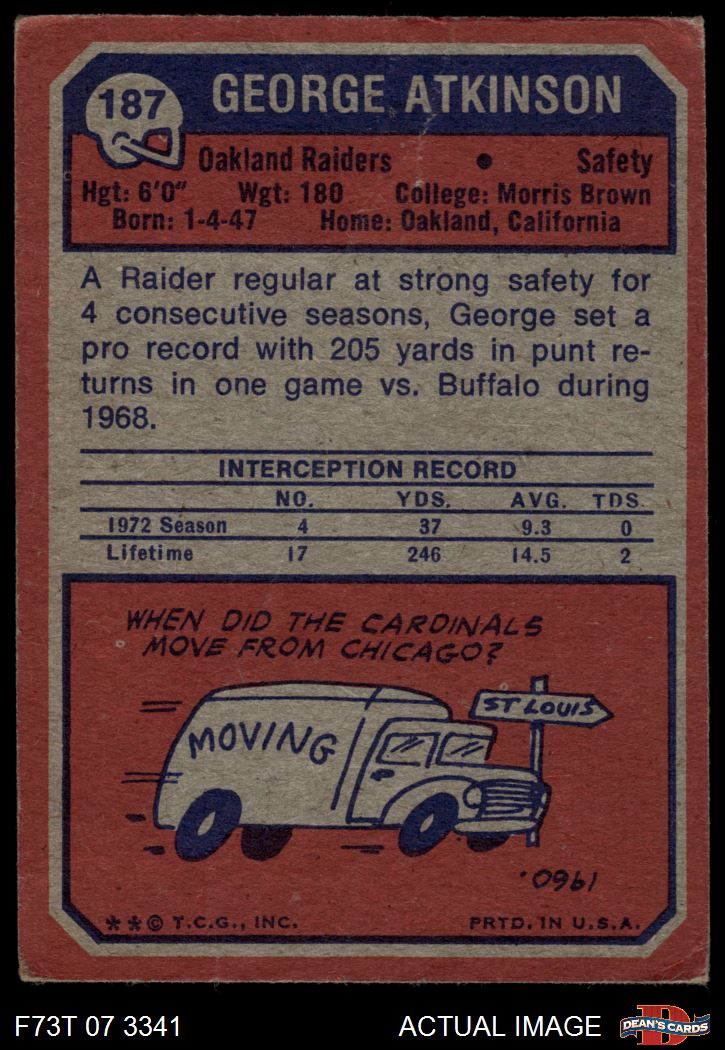 187
GEORGE ATKINSON
Oakland Raiders • Safety
Hgt: 6'0" Wgt: 180 College: Morris Brown
Born: 1-4-47 Home: Oakland, California
A Raider regular at strong safety for
4 consecutive seasons, George set a
pro record with 205 yards in punt re-
turns in one game vs. Buffalo during
1968.
INTERCEPTION RECORD
NO. YDS. AVG. TDS.
1972 Season 4 37 9.3 0
Lifetime 17 246 14.5 2
WHEN DID THE CARDINALS
MOVE FROM CHICAGO?
ST LOUIS
MOVING
1960.
** © T.C.G., INC. PRTD. IN U.S.A.
F73T 07 3341 ACTUAL IMAGE D DEAN'S CARDS